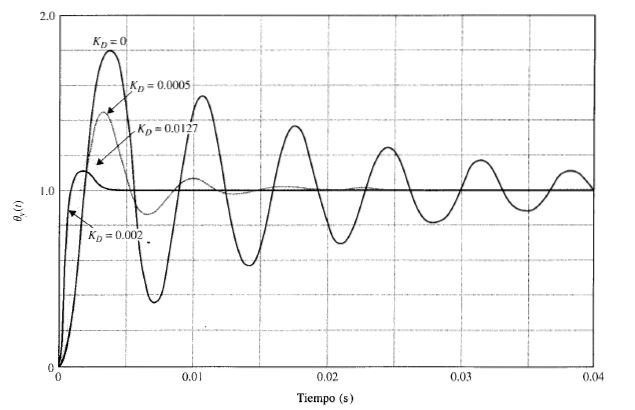 2.0
K_D = 0
K_D = 0.0005
K_D = 0.0127
1.0
θ_y(t)
K_D = 0.002
0
0 0.01 0.02 0.03 0.04
Tiempo (s)